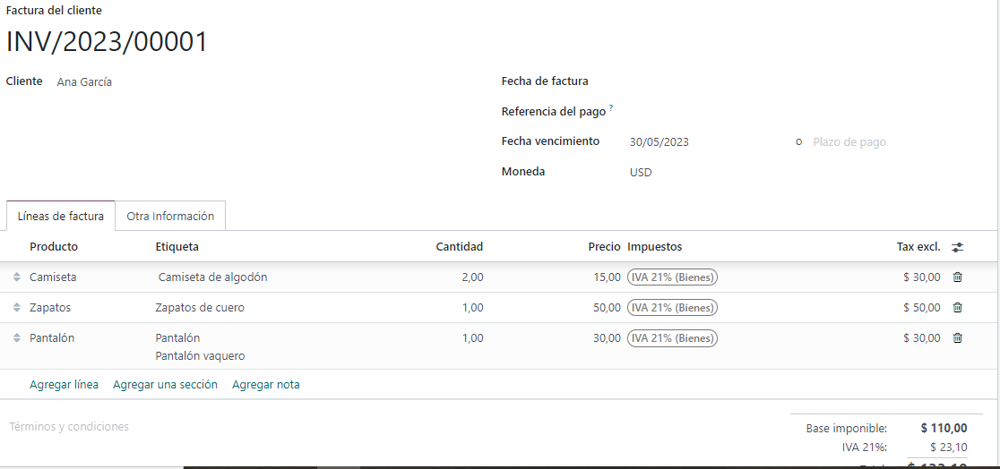 Factura del cliente
INV/2023/00001
Cliente Ana García
Fecha de factura
Referencia del pago ?
Fecha vencimiento 30/05/2023 o Plazo de pago
Moneda USD
Líneas de factura Otra Información
Producto Etiqueta Cantidad Precio Impuestos Tax excl.
Camiseta Camiseta de algodón 2,00 15,00 IVA 21% (Bienes) $ 30,00
Zapatos Zapatos de cuero 1,00 50,00 IVA 21% (Bienes) $ 50,00
Pantalón Pantalón 1,00 30,00 IVA 21% (Bienes) $ 30,00
Pantalón vaquero
Agregar línea Agregar una sección Agregar nota
Términos y condiciones
Base imponible: $ 110,00
IVA 21%: $ 23,10